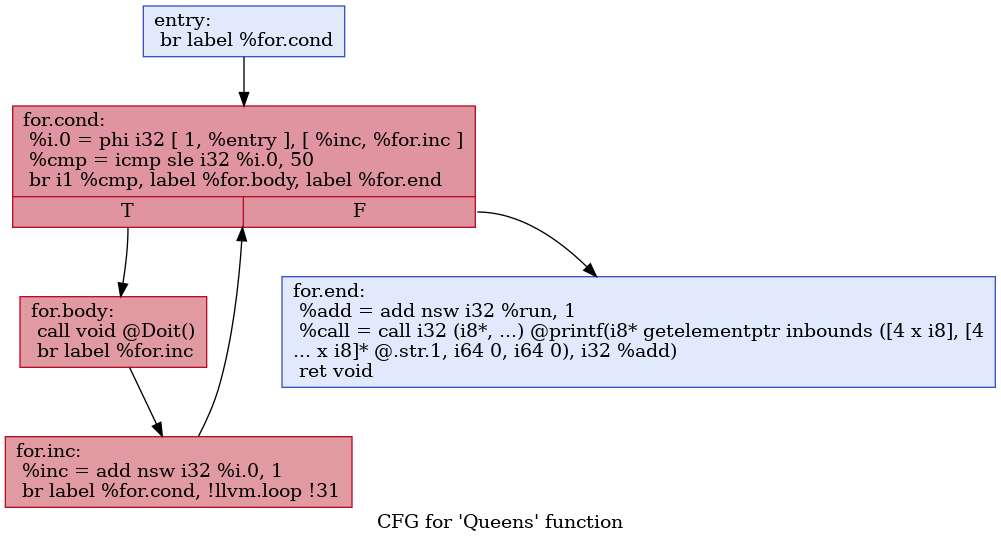 entry:
br label %for.cond
for.cond:
%i.0 = phi i32 [ 1, %entry ], [ %inc, %for.inc ]
%cmp = icmp sle i32 %i.0, 50
br i1 %cmp, label %for.body, label %for.end
T F
for.end:
%add = add nsw i32 %run, 1
%call = call i32 (i8*, ...) @printf(i8* getelementptr inbounds ([4 x i8], [4
... x i8]* @.str.1, i64 0, i64 0), i32 %add)
ret void
for.body:
call void @Doit()
br label %for.inc
for.inc:
%inc = add nsw i32 %i.0, 1
br label %for.cond, !llvm.loop !31
CFG for 'Queens' function